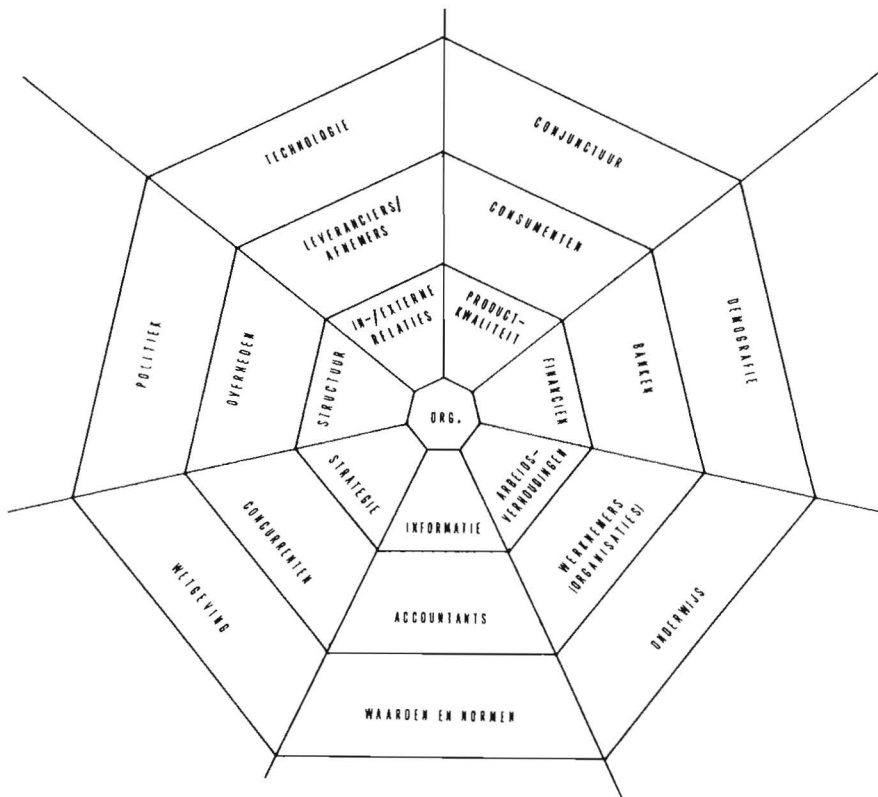 TECHNOLOGIE
CONJUNCTUUR
LEVERANCIERS/
AFNEMERS
CONSUMENTEN
IN-/EXTERNE
RELATIES
PRODUCT-
KWALITEIT
POLITIEK
OVERHEDEN
STRUCTUUR
ORG.
FINANCIEN
BANKEN
DEMOGRAFIE
STRATEGIE
ARBEIDS-
VERHOUDINGEN
INFORMATIE
CONCURRENTEN
WERKNEMERS
(ORGANISATIES)
WETGEVING
ACCOUNTANTS
ONDERWIJS
WAARDEN EN NORMEN